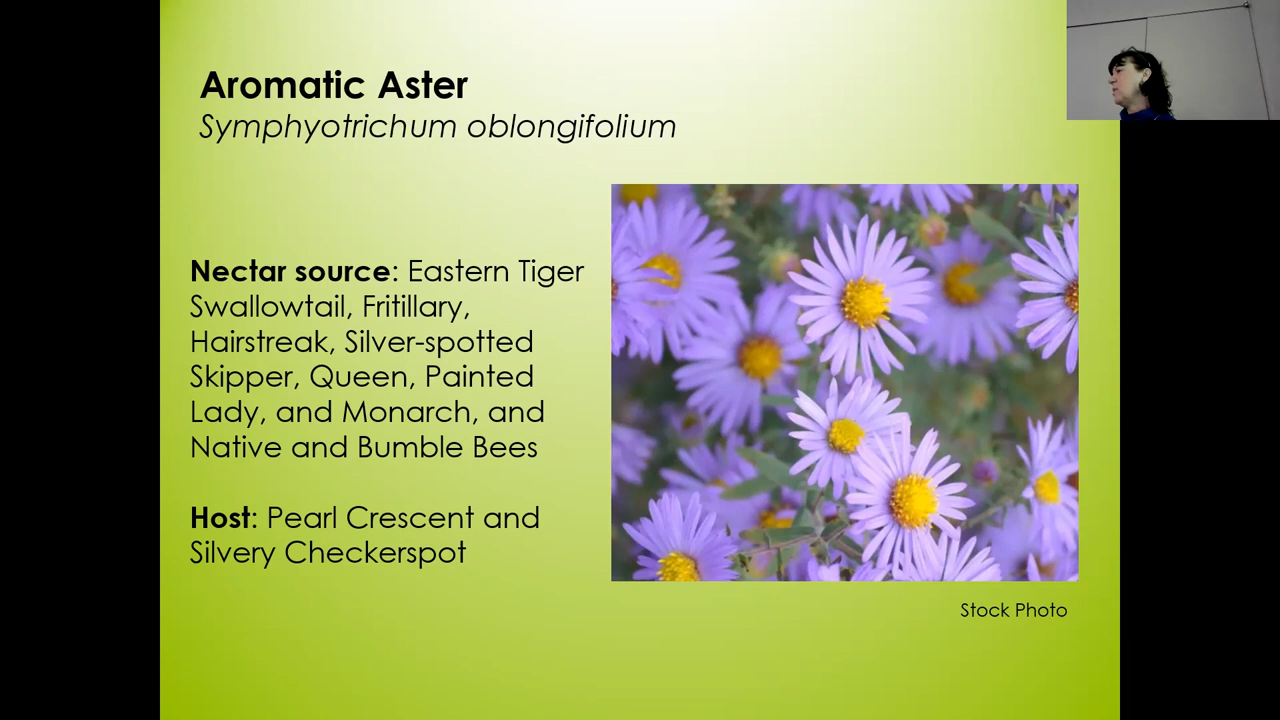 Aromatic Aster
Symphyotrichum oblongifolium
Nectar source: Eastern Tiger
Swallowtail, Fritillary,
Hairstreak, Silver-spotted
Skipper, Queen, Painted
Lady, and Monarch, and
Native and Bumble Bees
Host: Pearl Crescent and
Silvery Checkerspot
Stock Photo